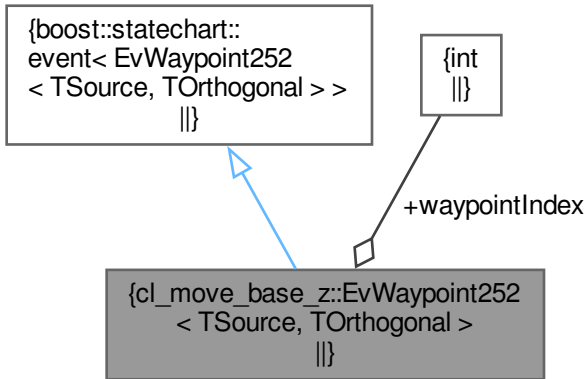 {boost::statechart::
event< EvWaypoint252
< TSource, TOrthogonal > >
||}
{int
||}
+waypointIndex
{cl_move_base_z::EvWaypoint252
< TSource, TOrthogonal >
||}